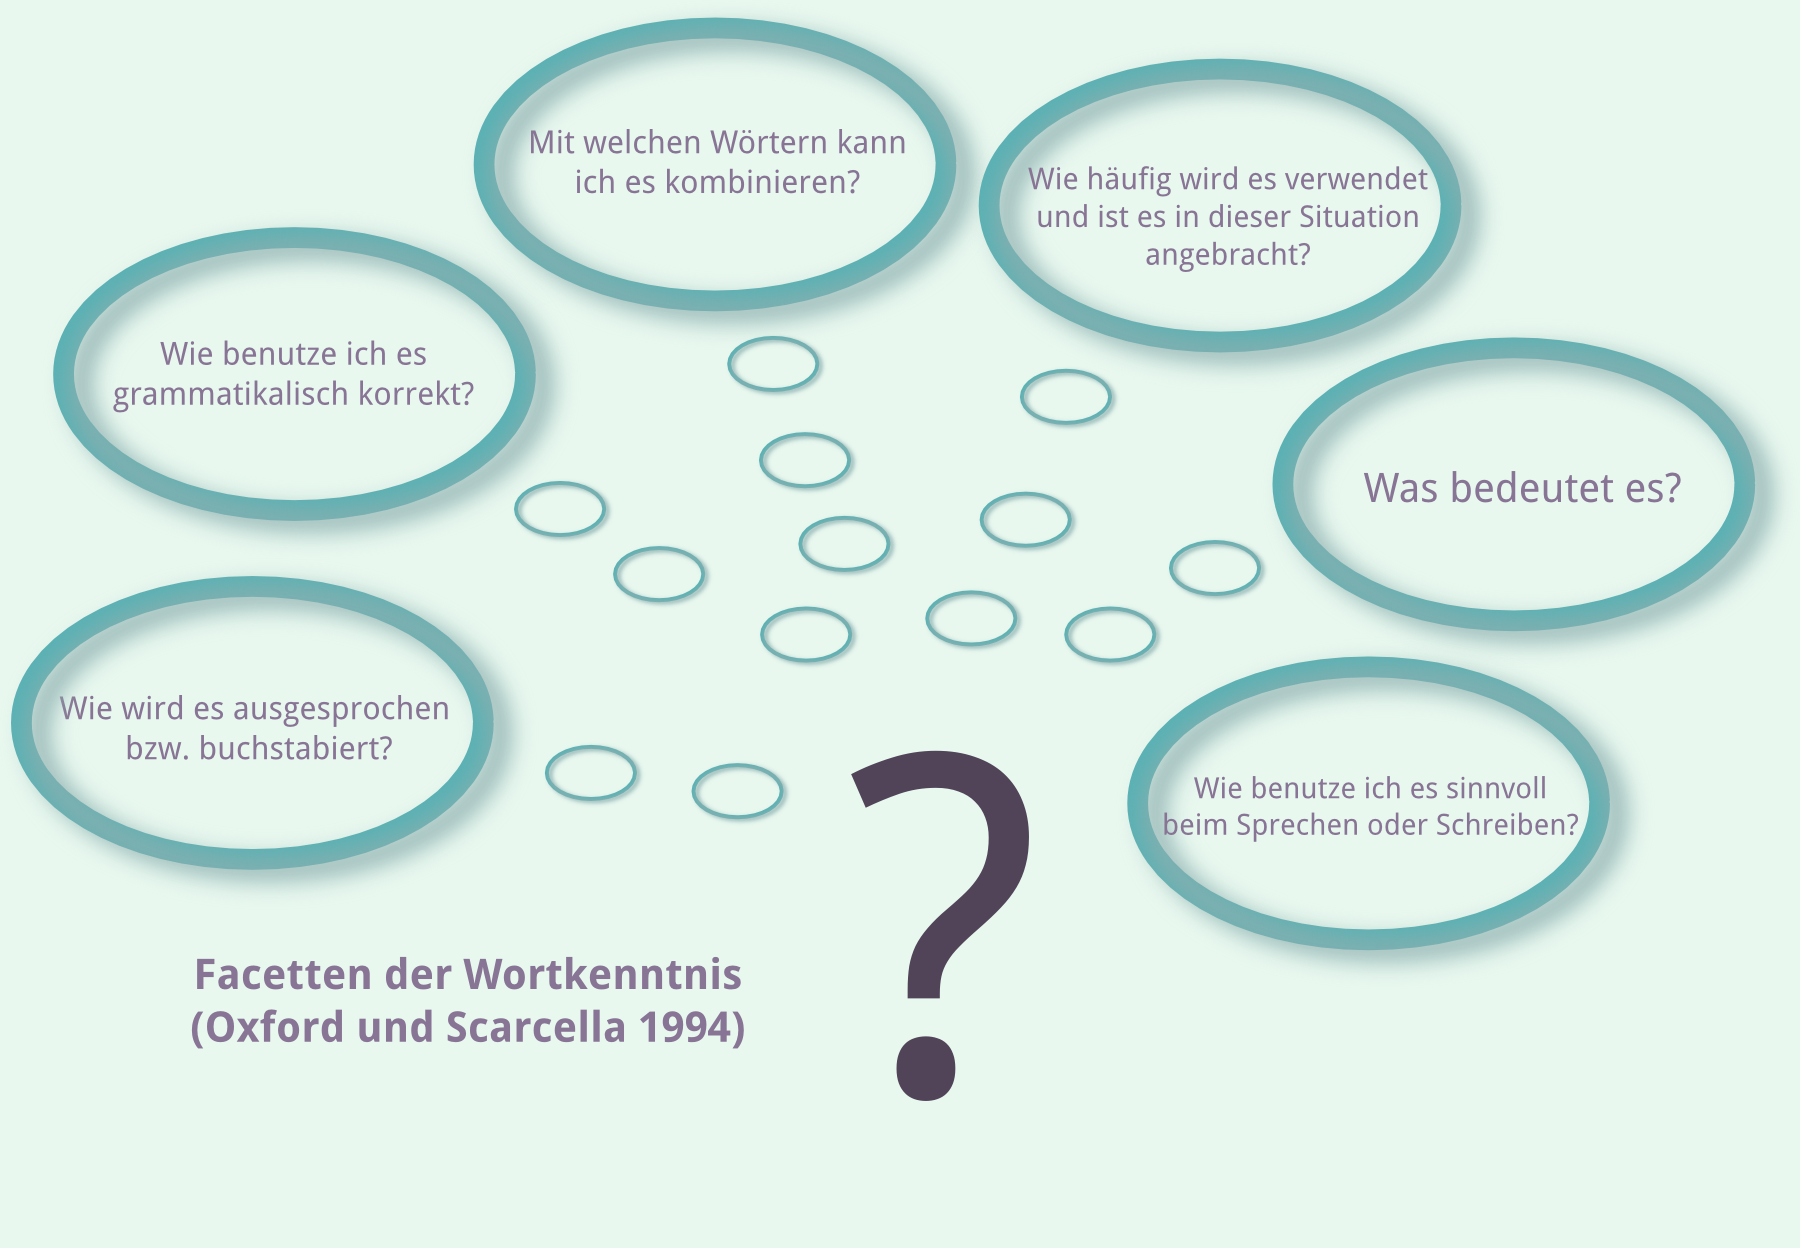 Mit welchen Wörtern kann
ich es kombinieren?
Wie häufig wird es verwendet
und ist es in dieser Situation
angebracht?
Wie benutze ich es
grammatikalisch korrekt?
Was bedeutet es?
Wie wird es ausgesprochen
bzw. buchstabiert?
Wie benutze ich es sinnvoll
beim Sprechen oder Schreiben?
?
Facetten der Wortkenntnis
(Oxford und Scarcella 1994)